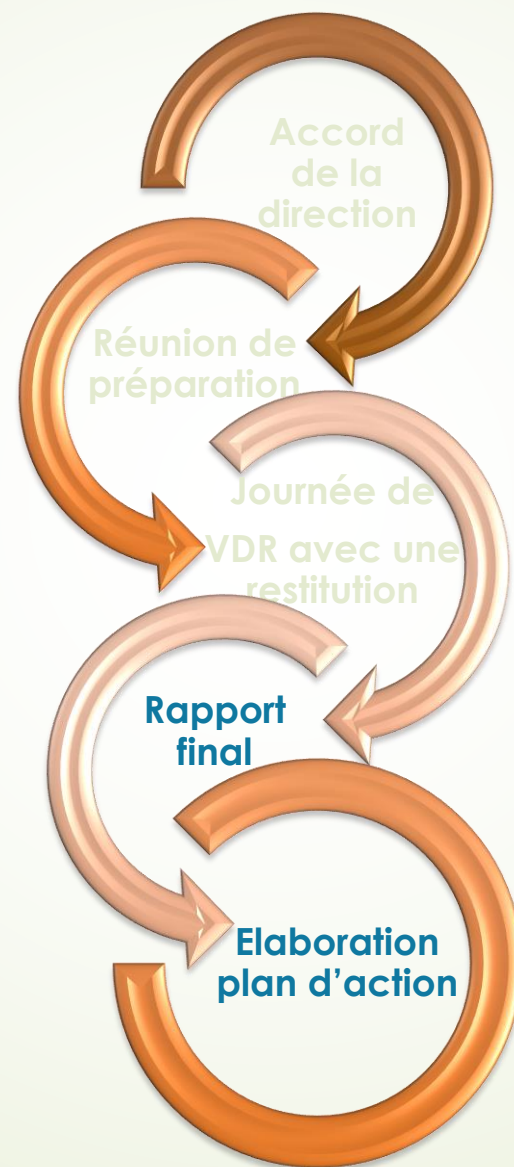 Accord
de la
direction
Réunion de
préparation
Journée de
VDR avec une
restitution
Rapport
final
Elaboration
plan d’action